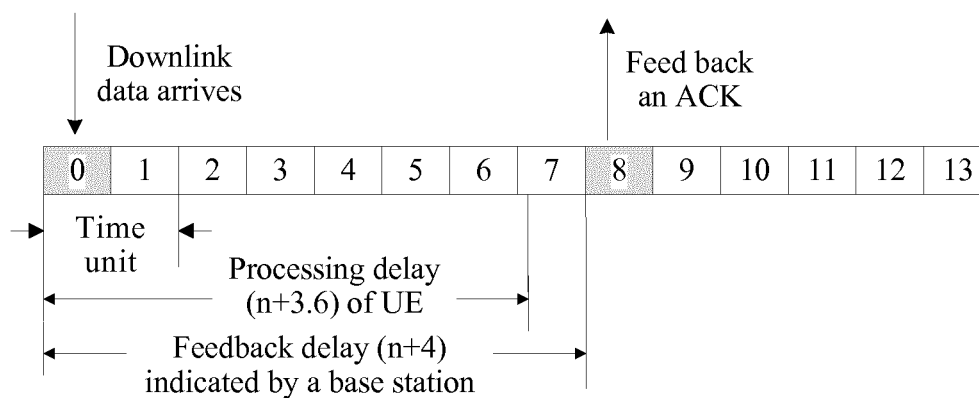 Downlink
data arrives
Feed back
an ACK
0 1 2 3 4 5 6 7 8 9 10 11 12 13
Time
unit
Processing delay
(n+3.6) of UE
Feedback delay (n+4)
indicated by a base station